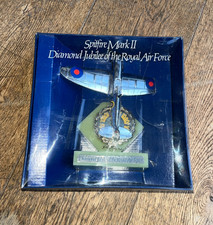 Spitfire Mark II
Diamond Jubilee of the Royal Air Force